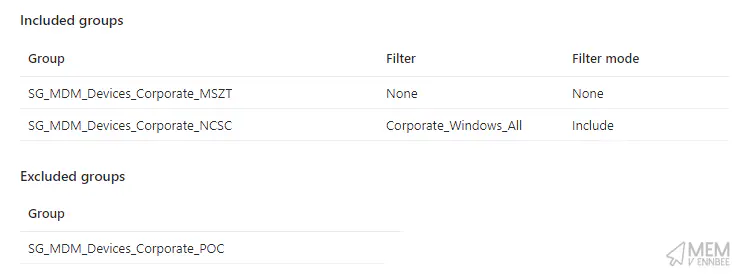 Included groups
Group Filter Filter mode
SG_MDM_Devices_Corporate_MSZT None None
SG_MDM_Devices_Corporate_NCSC Corporate_Windows_All Include
Excluded groups
Group
SG_MDM_Devices_Corporate_POC
MEM
V ENNBEE